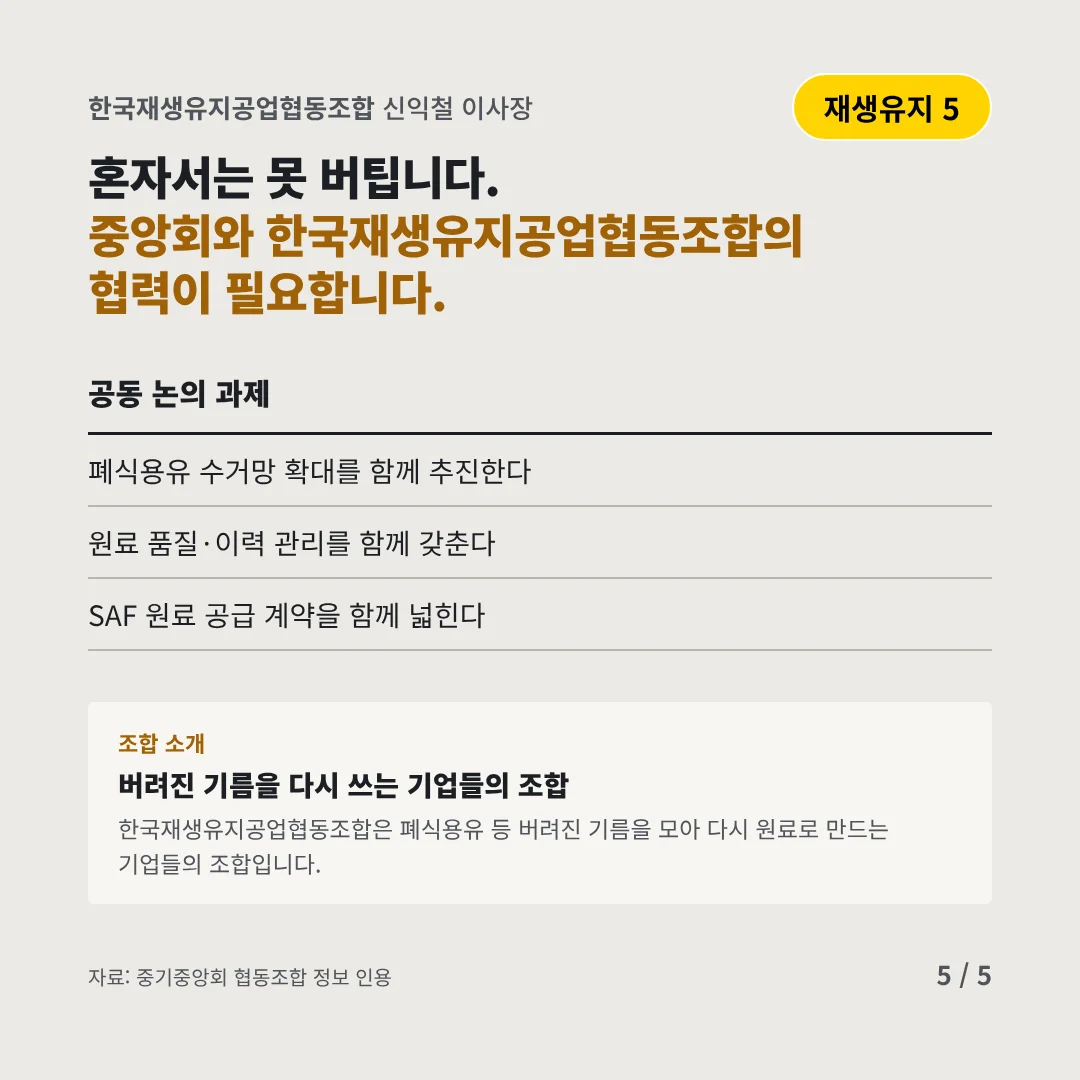 한국재생유지공업협동조합 신익철 이사장
재생유지 5
혼자서는 못 버팁니다.
중앙회와 한국재생유지공업협동조합의
협력이 필요합니다.
공동 논의 과제
폐식용유 수거망 확대를 함께 추진한다
원료 품질·이력 관리를 함께 갖춘다
SAF 원료 공급 계약을 함께 넓힌다
조합 소개
버려진 기름을 다시 쓰는 기업들의 조합
한국재생유지공업협동조합은 폐식용유 등 버려진 기름을 모아 다시 원료로 만드는
기업들의 조합입니다.
자료: 중기중앙회 협동조합 정보 인용
5 / 5